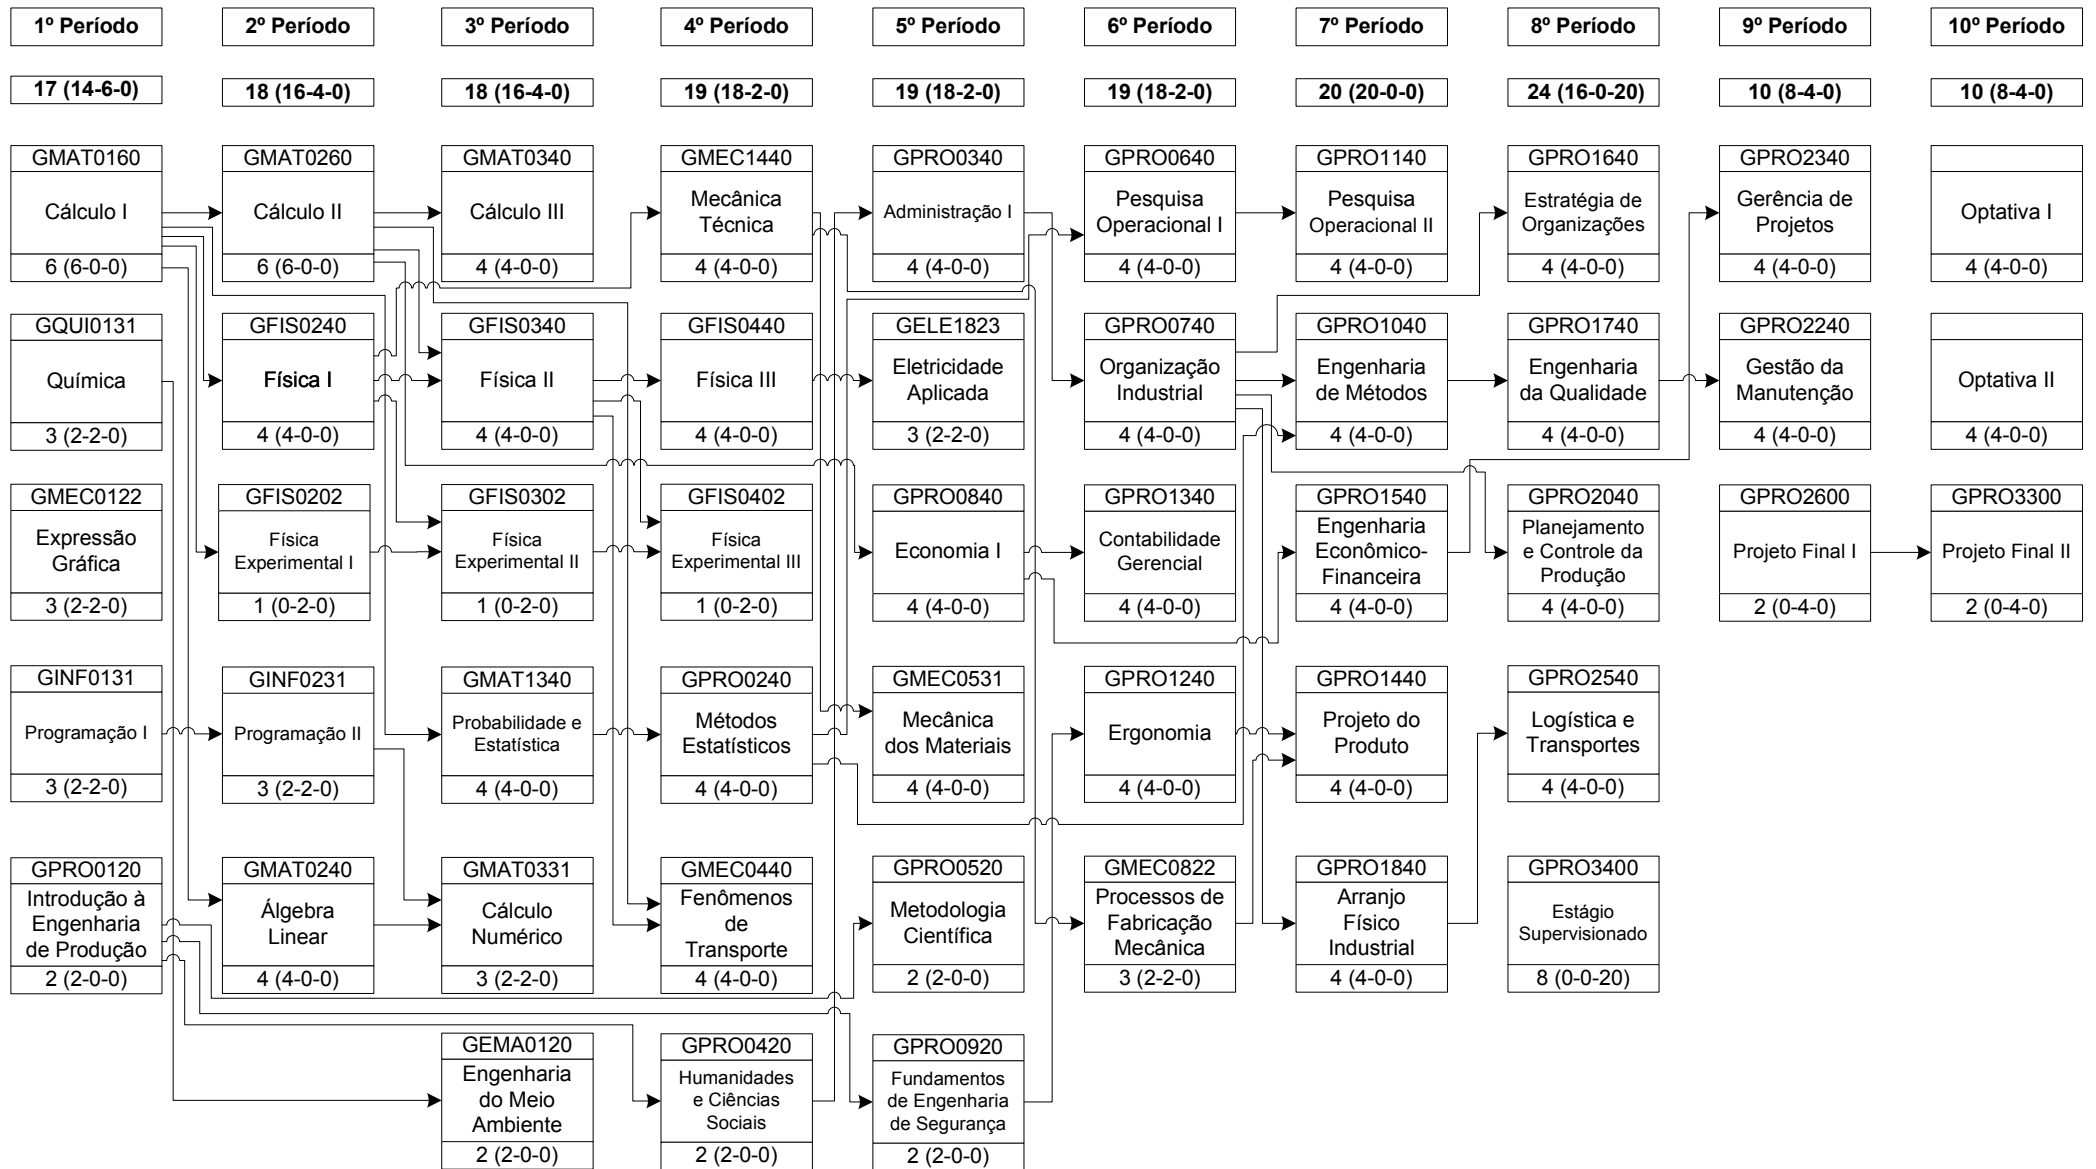 1º Período
2º Período
3º Período
4º Período
5º Período
6º Período
7º Período
8º Período
9º Período
10º Período
17 (14-6-0)
18 (16-4-0)
18 (16-4-0)
19 (18-2-0)
19 (18-2-0)
19 (18-2-0)
20 (20-0-0)
24 (16-0-20)
10 (8-4-0)
10 (8-4-0)
GMAT0160
Cálculo I
6 (6-0-0)
GMAT0260
Cálculo II
6 (6-0-0)
GMAT0340
Cálculo III
4 (4-0-0)
GMEC1440
Mecânica
Técnica
4 (4-0-0)
GPRO0340
Administração I
4 (4-0-0)
GPRO0640
Pesquisa
Operacional I
4 (4-0-0)
GPRO1140
Pesquisa
Operacional II
4 (4-0-0)
GPRO1640
Estratégia de
Organizações
4 (4-0-0)
GPRO2340
Gerência de
Projetos
4 (4-0-0)
Optativa I
4 (4-0-0)
GQUI0131
Química
3 (2-2-0)
GFIS0240
Física I
4 (4-0-0)
GFIS0340
Física II
4 (4-0-0)
GFIS0440
Física III
4 (4-0-0)
GELE1823
Eletricidade
Aplicada
3 (2-2-0)
GPRO0740
Organização
Industrial
4 (4-0-0)
GPRO1040
Engenharia
de Métodos
4 (4-0-0)
GPRO1740
Engenharia
da Qualidade
4 (4-0-0)
GPRO2240
Gestão da
Manutenção
4 (4-0-0)
Optativa II
4 (4-0-0)
GMEC0122
Expressão
Gráfica
3 (2-2-0)
GFIS0202
Física
Experimental I
1 (0-2-0)
GFIS0302
Física
Experimental II
1 (0-2-0)
GFIS0402
Física
Experimental III
1 (0-2-0)
GPRO0840
Economia I
4 (4-0-0)
GPRO1340
Contabilidade
Gerencial
4 (4-0-0)
GPRO1540
Engenharia
Econômico-
Financeira
4 (4-0-0)
GPRO2040
Planejamento
e Controle da
Produção
4 (4-0-0)
GPRO2600
Projeto Final I
2 (0-4-0)
GPRO3300
Projeto Final II
2 (0-4-0)
GINF0131
Programação I
3 (2-2-0)
GINF0231
Programação II
3 (2-2-0)
GMAT1340
Probabilidade e
Estatística
4 (4-0-0)
GPRO0240
Métodos
Estatísticos
4 (4-0-0)
GMEC0531
Mecânica
dos Materiais
4 (4-0-0)
GPRO1240
Ergonomia
4 (4-0-0)
GPRO1440
Projeto do
Produto
4 (4-0-0)
GPRO2540
Logística e
Transportes
4 (4-0-0)
GPRO0120
Introdução à
Engenharia
de Produção
2 (2-0-0)
GMAT0240
Álgebra
Linear
4 (4-0-0)
GMAT0331
Cálculo
Numérico
3 (2-2-0)
GMEC0440
Fenômenos
de
Transporte
4 (4-0-0)
GPRO0520
Metodologia
Científica
2 (2-0-0)
GMEC0822
Processos de
Fabricação
Mecânica
3 (2-2-0)
GPRO1840
Arranjo
Físico
Industrial
4 (4-0-0)
GPRO3400
Estágio
Supervisionado
8 (0-0-20)
GEMA0120
Engenharia
do Meio
Ambiente
2 (2-0-0)
GPRO0420
Humanidades
e Ciências
Sociais
2 (2-0-0)
GPRO0920
Fundamentos
de Engenharia
de Segurança
2 (2-0-0)